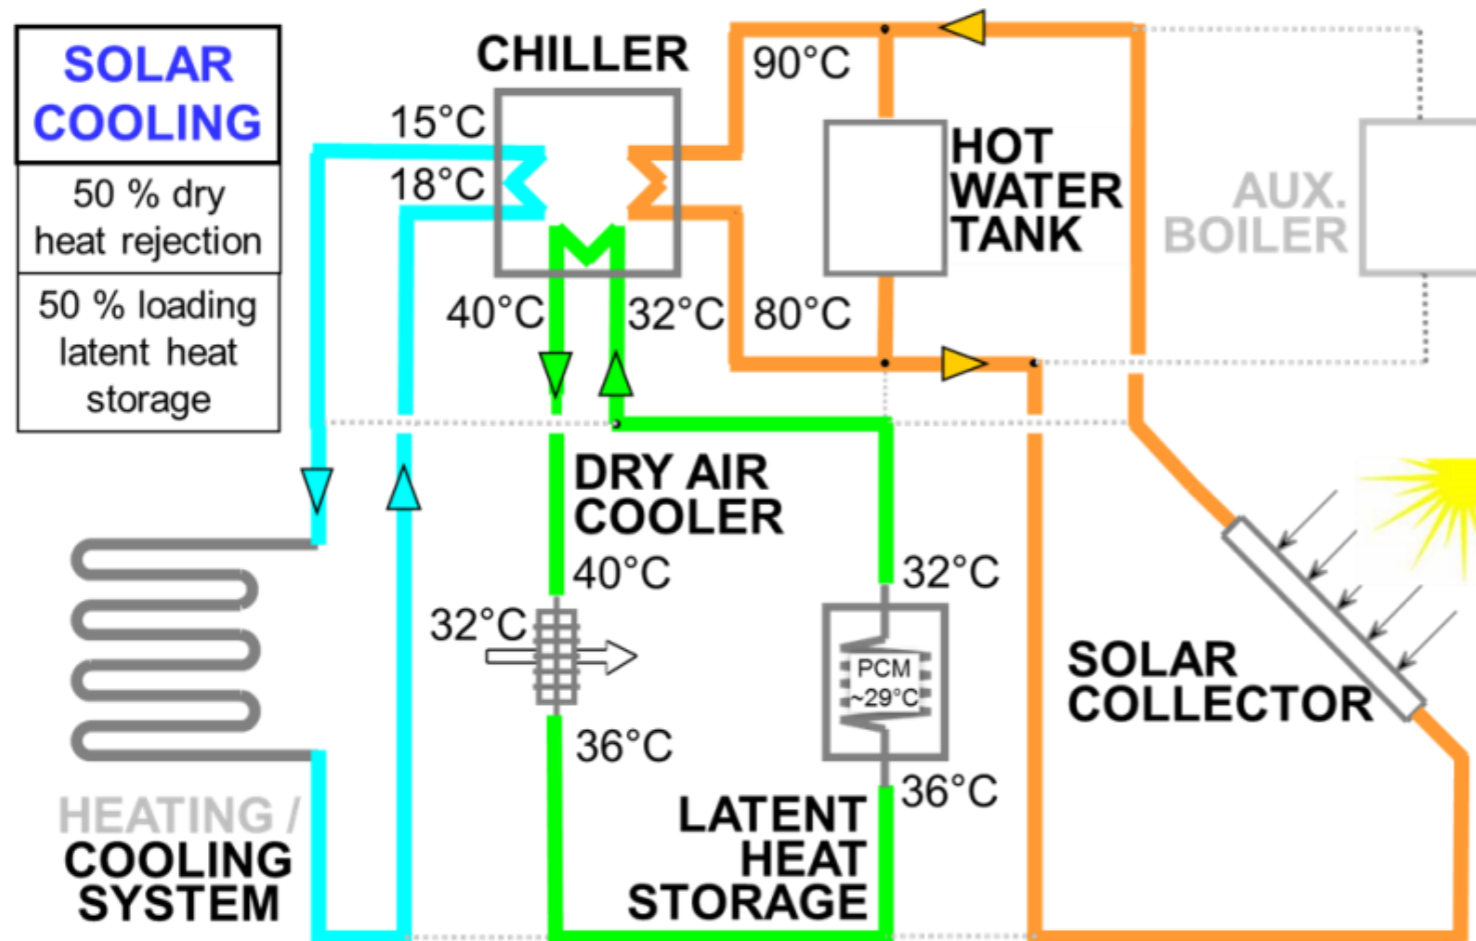 SOLAR
COOLING
50 % dry
heat rejection
50 % loading
latent heat
storage
CHILLER
15°C
18°C
90°C
80°C
40°C
32°C
HOT
WATER
TANK
AUX.
BOILER
DRY AIR
COOLER
40°C
32°C
36°C
32°C
PCM
~29°C
36°C
LATENT
HEAT
STORAGE
SOLAR
COLLECTOR
HEATING /
COOLING
SYSTEM